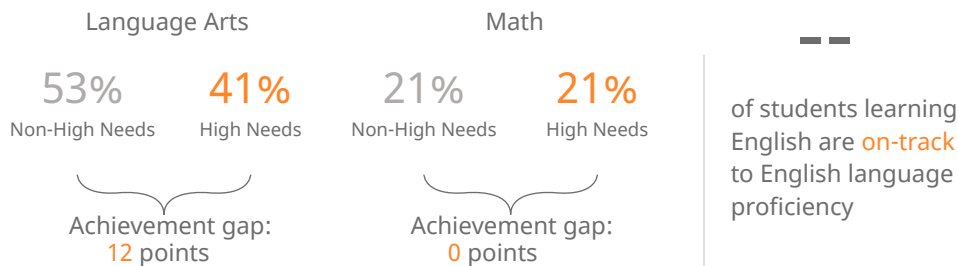 Language Arts
53%
Non-High Needs
41%
High Needs
Achievement gap:
12 points
Math
21%
Non-High Needs
21%
High Needs
Achievement gap:
0 points
--
of students learning
English are on-track
to English language
proficiency